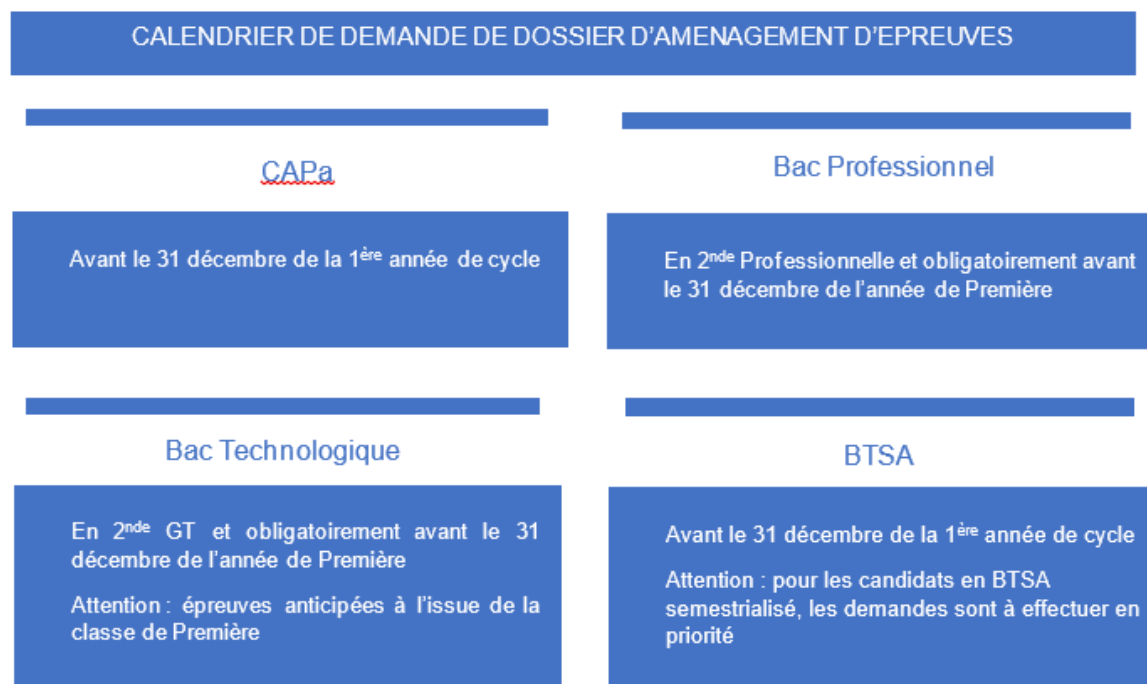 CALENDRIER DE DEMANDE DE DOSSIER D'AMENAGEMENT D'EPREUVES
CAPa
Avant le 31 décembre de la 1ère année de cycle
Bac Professionnel
En 2nde Professionnelle et obligatoirement avant
le 31 décembre de l'année de Première
Bac Technologique
En 2nde GT et obligatoirement avant le 31
décembre de l'année de Première
Attention : épreuves anticipées à l'issue de la
classe de Première
BTSA
Avant le 31 décembre de la 1ère année de cycle
Attention : pour les candidats en BTSA
semestrialisé, les demandes sont à effectuer en
priorité